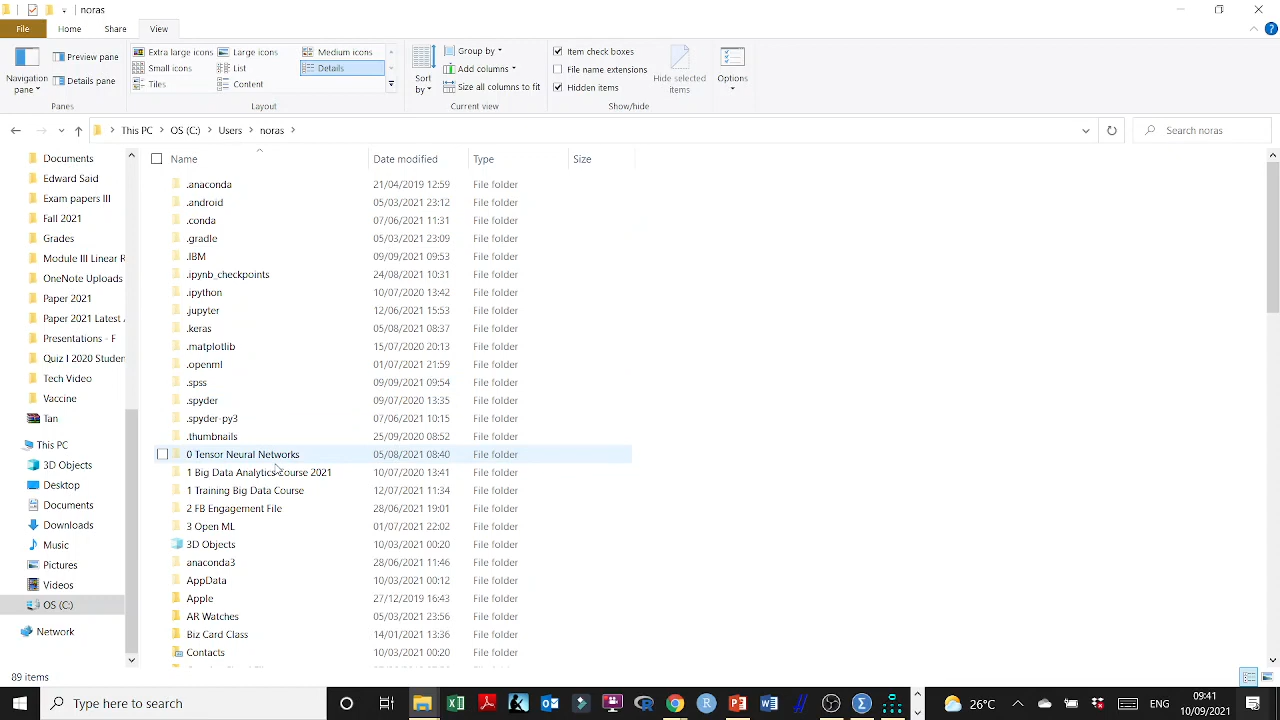 noras
File Home Share View
Navigation pane
Preview pane
Details pane
Panes
Extra large icons Large icons Medium icons
Small icons List Details
Tiles Content
Layout
Sort by
Group by
Add columns
Size all columns to fit
Current view
Item check boxes
File name extensions
Hidden items
Hide selected items
Show/hide
Options
This PC OS (C:) Users noras
Search noras
Documents
Edward Said
Exam papers III
Fall 2021
Grades
Module III Linear R
OneNote Uploads
Paper 2021
Paper 2021 Latest
Presentations - F
Quiz I 2020 Studen
Tech Video
Vaccine
Tan
This PC
3D Objects
Desktop
Documents
Downloads
Music
Pictures
Videos
OS (C:)
Network
Name Date modified Type Size
.anaconda 21/04/2019 12:59 File folder
.android 05/03/2021 23:12 File folder
.conda 07/06/2021 11:31 File folder
.gradle 05/03/2021 23:09 File folder
.IBM 09/09/2021 09:53 File folder
.ipynb_checkpoints 24/08/2021 10:31 File folder
.ipython 10/07/2020 13:42 File folder
.jupyter 12/06/2021 15:53 File folder
.keras 05/08/2021 08:37 File folder
.matplotlib 15/07/2020 20:13 File folder
.openml 01/07/2021 21:59 File folder
.spss 09/09/2021 09:54 File folder
.spyder 09/07/2020 13:35 File folder
.spyder-py3 07/06/2021 10:15 File folder
.thumbnails 25/09/2020 08:52 File folder
0 Tensor Neural Networks 05/08/2021 08:40 File folder
1 Big Data Analytics Course 2021 10/07/2020 13:41 File folder
1 Training Big Data Course 12/07/2021 11:34 File folder
2 FB Engagement File 28/06/2021 19:01 File folder
3 Open ML 01/07/2021 22:02 File folder
3D Objects 10/03/2021 00:20 File folder
anaconda3 28/06/2021 11:46 File folder
AppData 10/03/2021 00:12 File folder
Apple 27/12/2019 16:43 File folder
AR Watches 05/03/2021 23:56 File folder
Biz Card Class 14/01/2021 13:36 File folder
Contacts 10/03/2021 00:20 File folder
89 items
Type here to search
26°C
09:41
10/09/2021